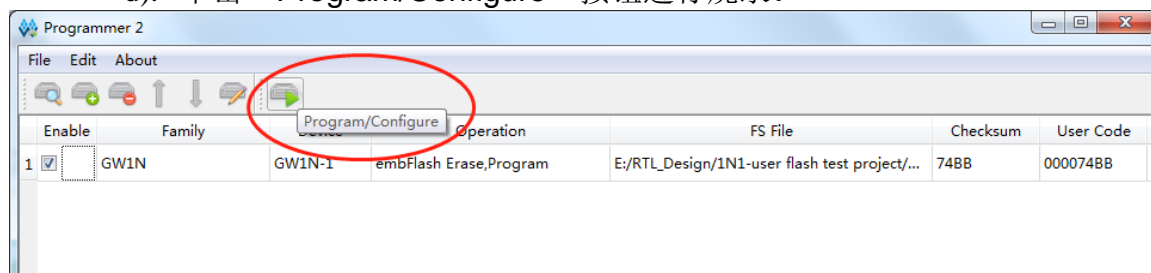 Programmer 2
File Edit About
Program/Configure
Enable Family Operation FS File Checksum User Code
1 GW1N GW1N-1 embFlash Erase,Program E:/RTL_Design/1N1-user flash test project/... 74BB 000074BB